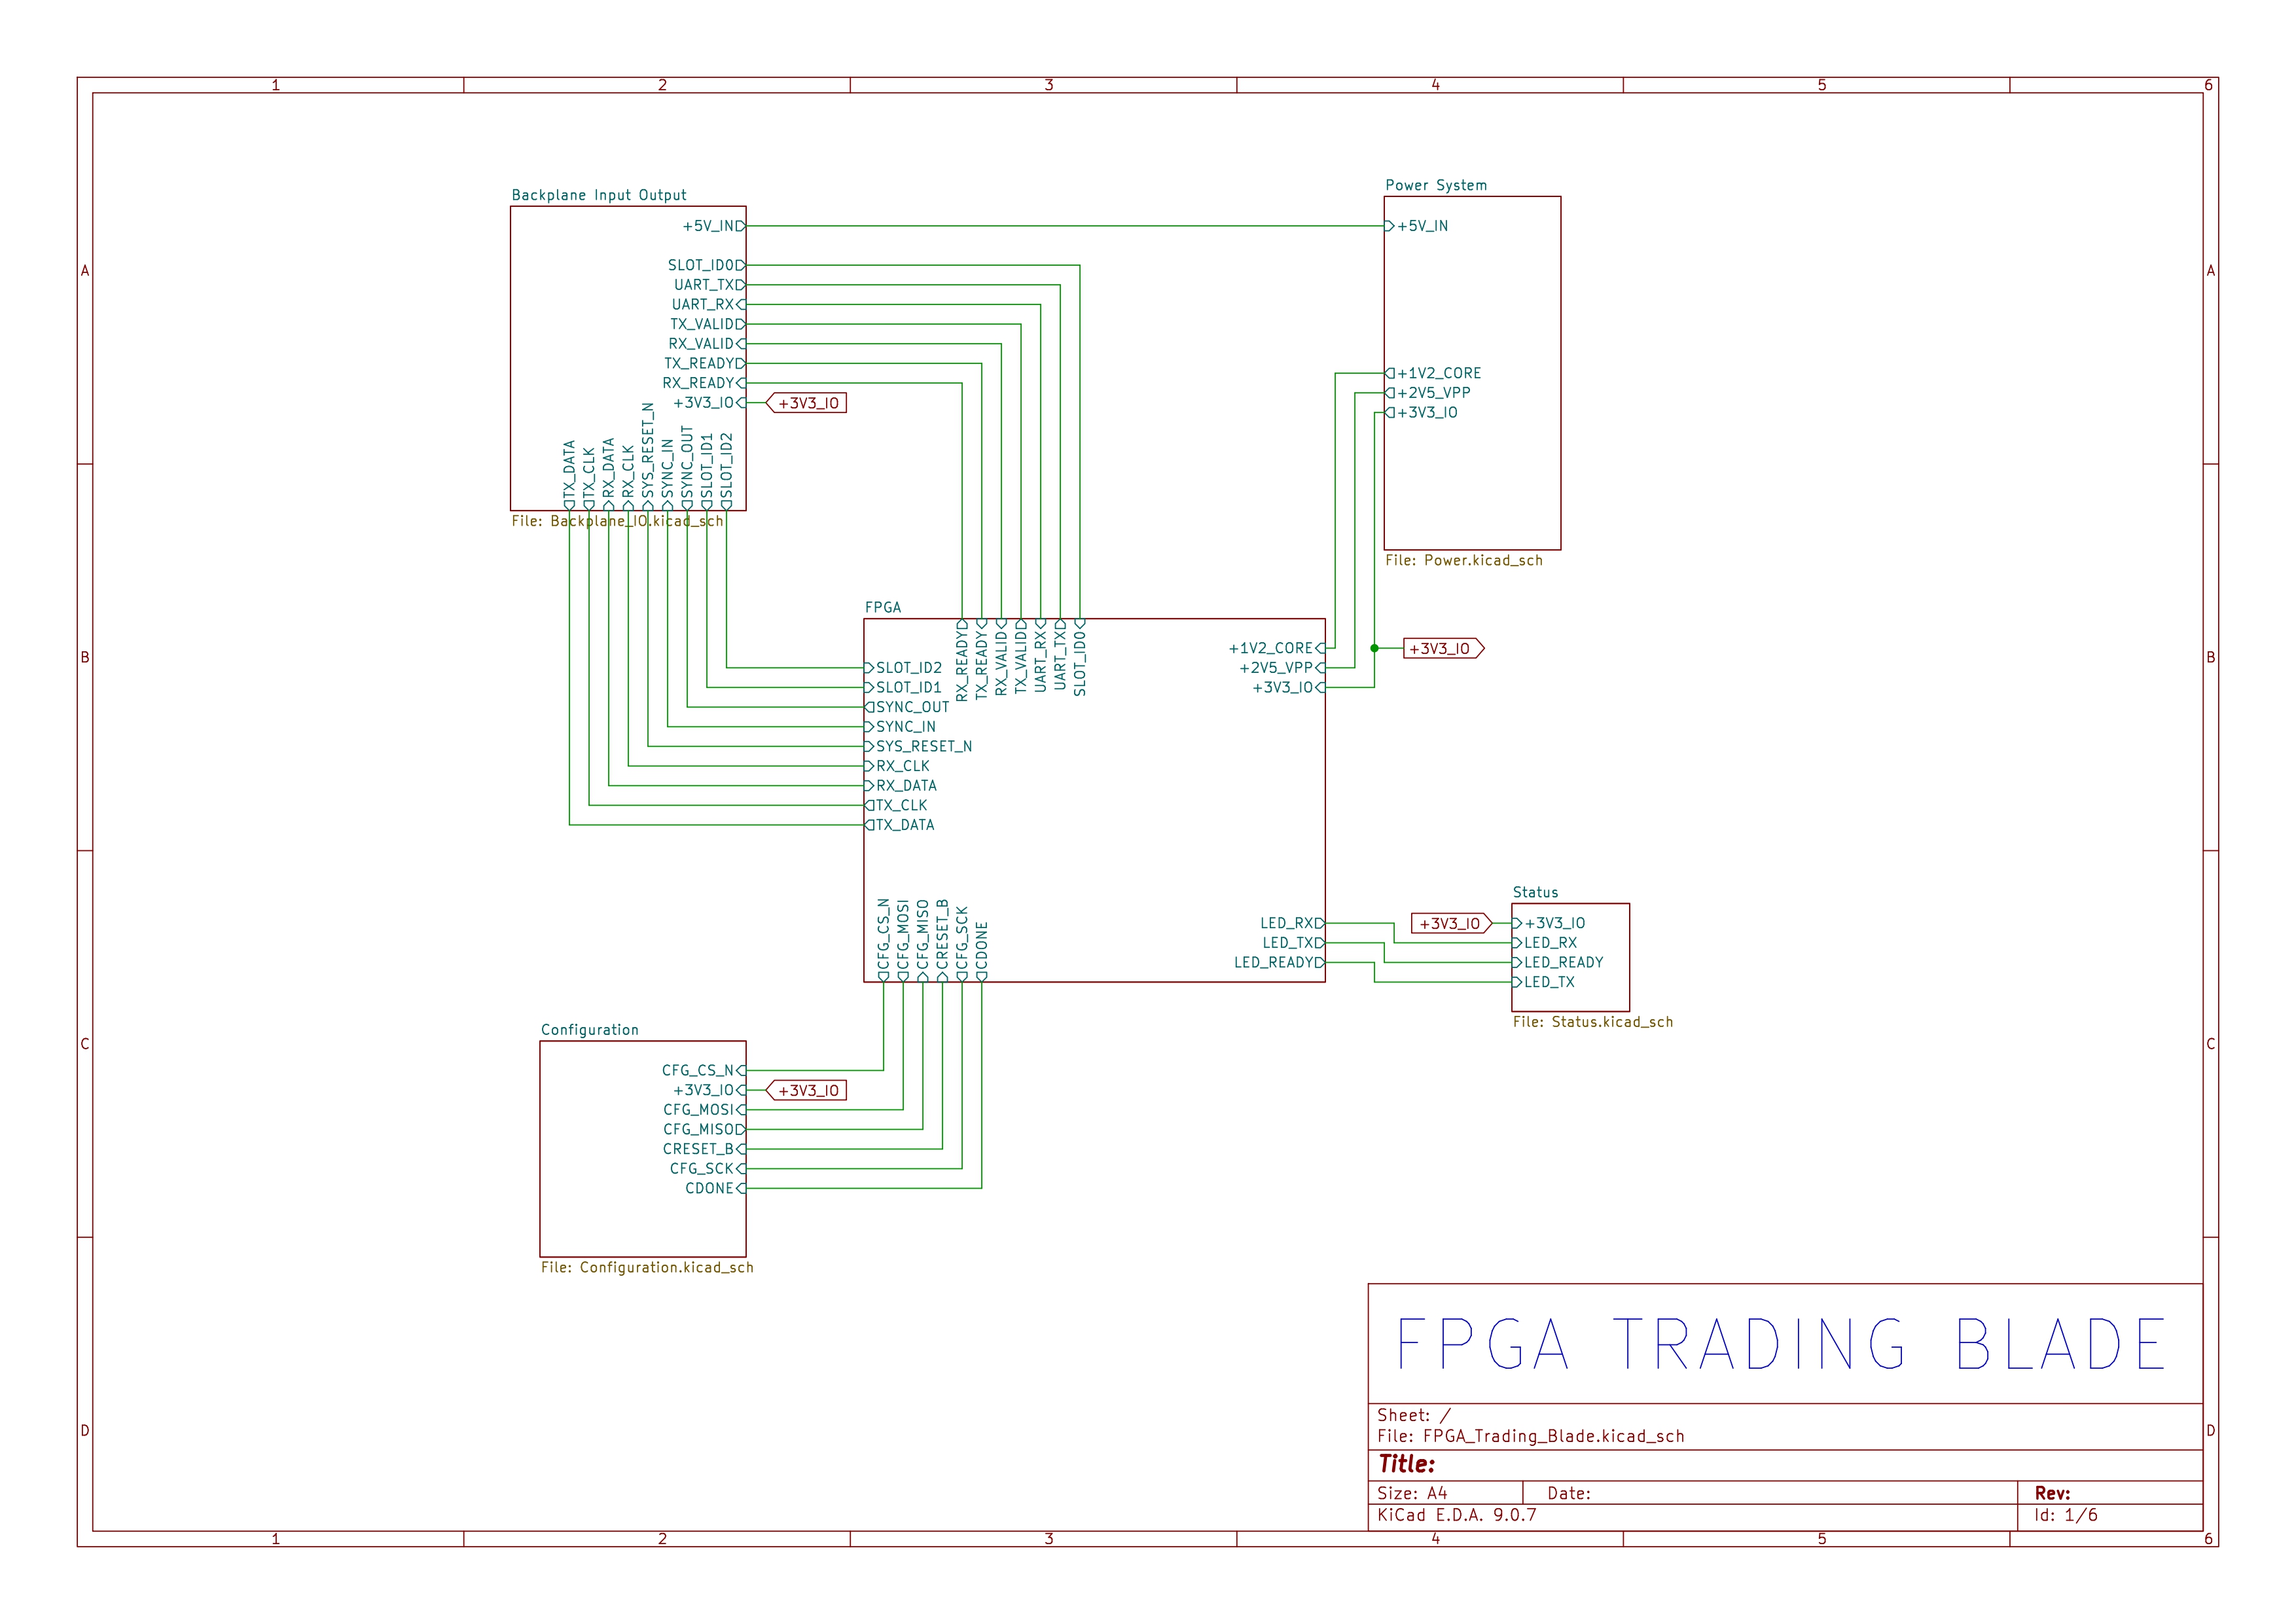 1 2 3 4 5 6
A
B
C
D
A
B
C
D
Backplane Input Output
+5V_IN
SLOT_ID0
UART_TX
UART_RX
TX_VALID
RX_VALID
TX_READY
RX_READY
+3V3_IO
+3V3_IO
TX_DATA
TX_CLK
RX_DATA
RX_CLK
SYS_RESET_N
SYNC_IN
SYNC_OUT
SLOT_ID1
SLOT_ID2
File: Backplane_IO.kicad_sch
Power System
+5V_IN
+1V2_CORE
+2V5_VPP
+3V3_IO
File: Power.kicad_sch
FPGA
RX_READY
TX_READY
RX_VALID
TX_VALID
UART_RX
UART_TX
SLOT_ID0
SLOT_ID2
SLOT_ID1
SYNC_OUT
SYNC_IN
SYS_RESET_N
RX_CLK
RX_DATA
TX_CLK
TX_DATA
+1V2_CORE
+2V5_VPP
+3V3_IO
+3V3_IO
LED_RX
LED_TX
LED_READY
CFG_CS_N
CFG_MOSI
CFG_MISO
CRESET_B
CFG_SCK
CDONE
Status
+3V3_IO
+3V3_IO
LED_RX
LED_READY
LED_TX
File: Status.kicad_sch
Configuration
CFG_CS_N
+3V3_IO
+3V3_IO
CFG_MOSI
CFG_MISO
CRESET_B
CFG_SCK
CDONE
File: Configuration.kicad_sch
FPGA TRADING BLADE
Sheet: /
File: FPGA_Trading_Blade.kicad_sch
Title:
Size: A4 Date: Rev:
KiCad E.D.A. 9.0.7 Id: 1/6
1 2 3 4 5 6